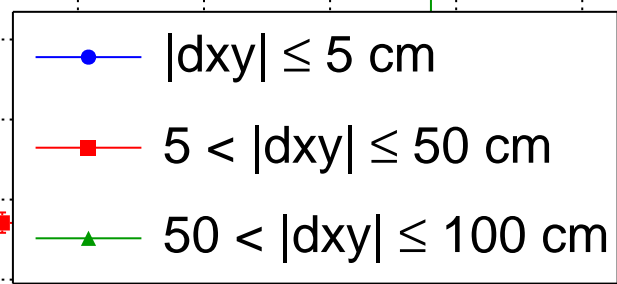 |dxy| ≤ 5 cm
5 < |dxy| ≤ 50 cm
50 < |dxy| ≤ 100 cm